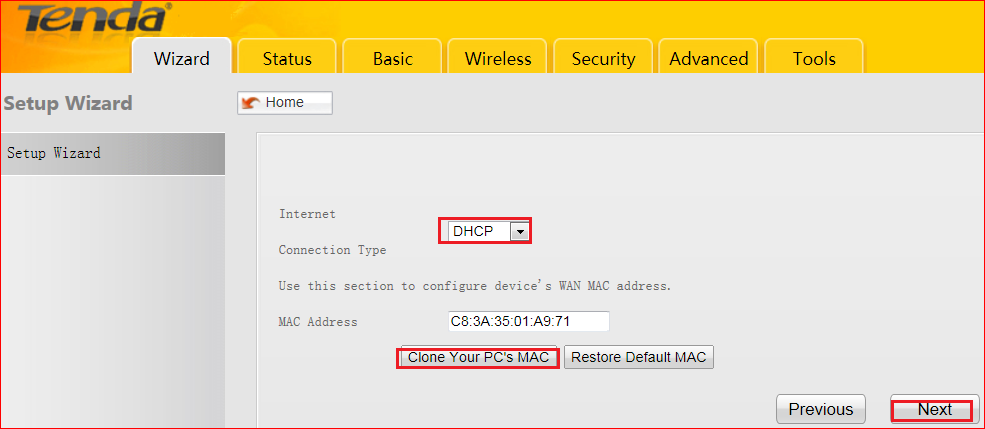 Tenda®
Wizard Status Basic Wireless Security Advanced Tools
Setup Wizard
Home
Setup Wizard
Internet
DHCP
Connection Type
Use this section to configure device's WAN MAC address.
MAC Address C8:3A:35:01:A9:71
Clone Your PC's MAC Restore Default MAC
Previous Next